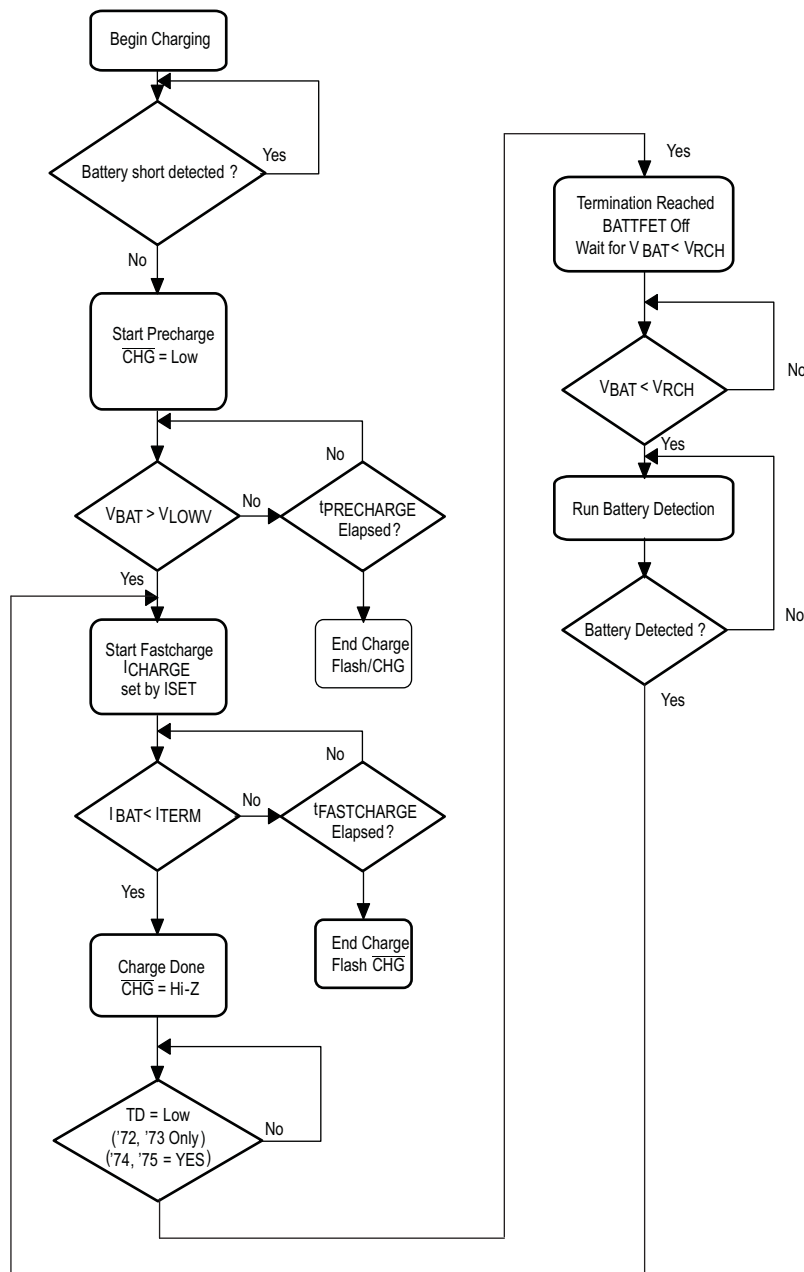 Begin Charging
Battery short detected ?
Yes
No
Start Precharge
C̅H̅G̅ = Low
No
VBAT > VLOWV
No
tPRECHARGE
Elapsed?
Yes
Start Fastcharge
ICHARGE
set by ISET
End Charge
Flash/CHG
No
IBAT< ITERM
No
tFASTCHARGE
Elapsed?
Yes
Charge Done
C̅H̅G̅ = Hi-Z
End Charge
Flash C̅H̅G̅
TD = Low
('72, '73 Only)
('74, '75 = YES)
No
Yes
Termination Reached
BATTFET Off
Wait for VBAT< VRCH
VBAT < VRCH
No
Yes
Run Battery Detection
Battery Detected ?
No
Yes